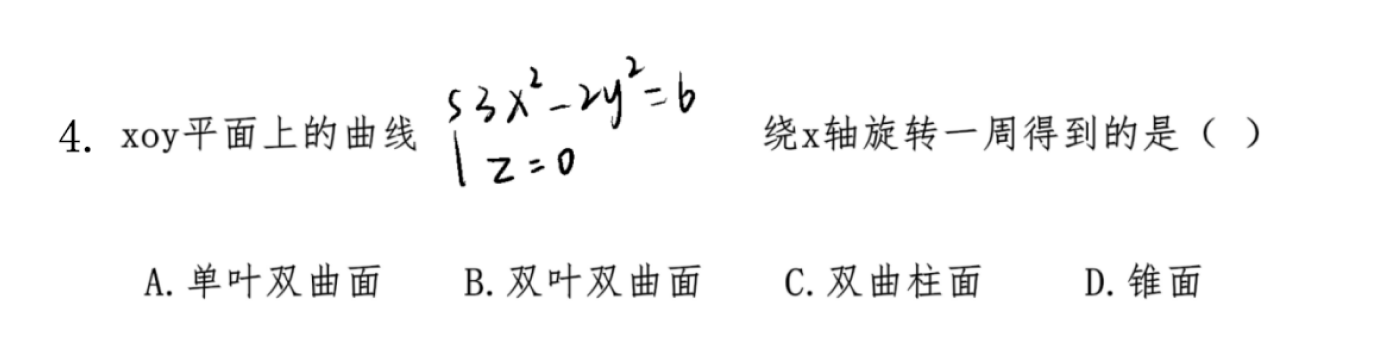 4. xoy平面上的曲线 {3x²-2y²=6 绕x轴旋转一周得到的是（ ）
z=0
A.单叶双曲面 B.双叶双曲面 C.双曲柱面 D.锥面